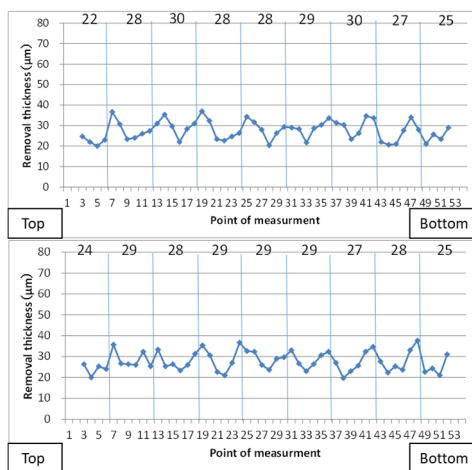 22 28 30 28 28 29 30 27 25
80
70
60
50
40
30
20
10
0
Removal thickness (μm)
1 3 5 7 9 11 13 15 17 19 21 23 25 27 29 31 33 35 37 39 41 43 45 47 49 51 53
Top
Point of measurment
Bottom
24 29 28 29 29 29 27 28 25
80
70
60
50
40
30
20
10
0
Removal thickness (μm)
1 3 5 7 9 11 13 15 17 19 21 23 25 27 29 31 33 35 37 39 41 43 45 47 49 51 53
Top
Point of measurment
Bottom